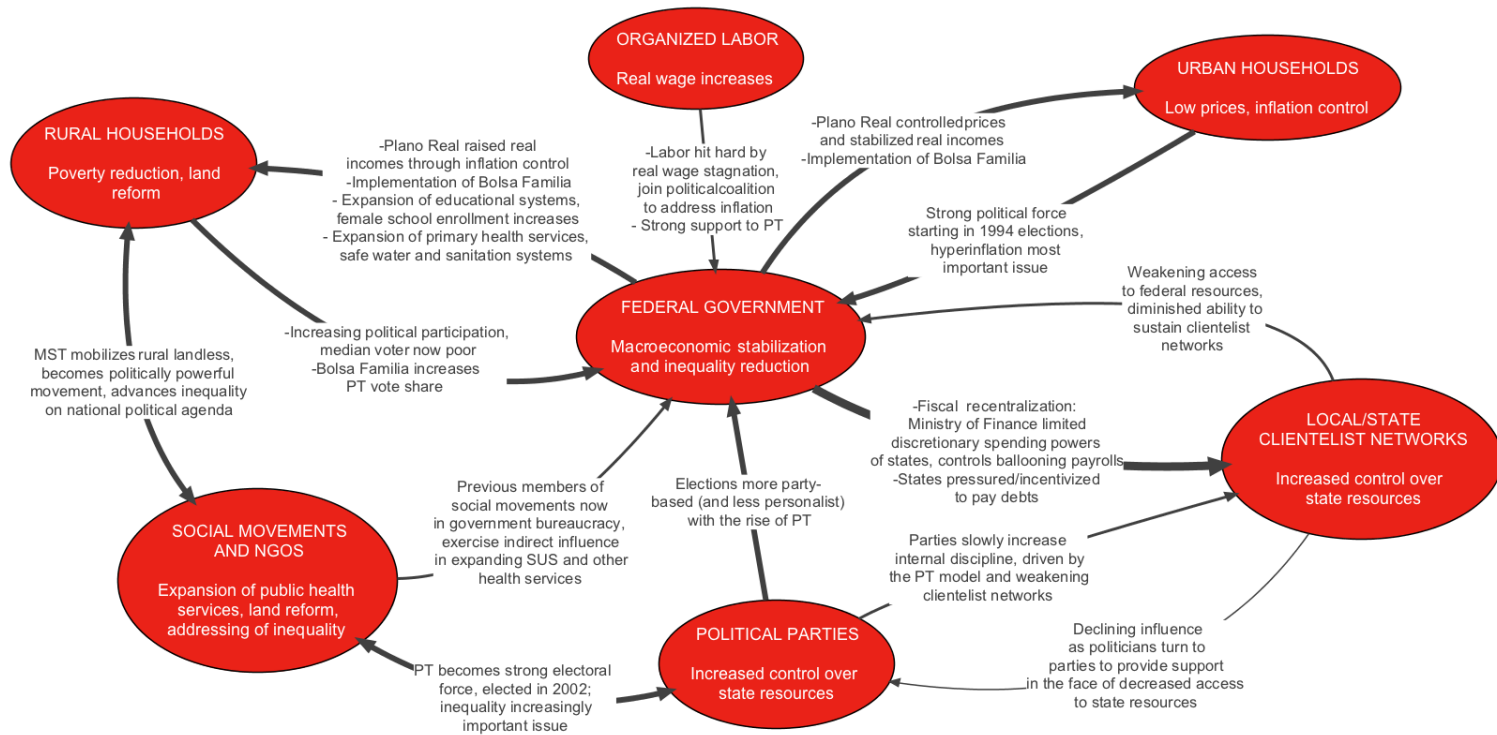 ORGANIZED LABOR
Real wage increases
URBAN HOUSEHOLDS
Low prices, inflation control
RURAL HOUSEHOLDS
Poverty reduction, land
reform
-Plano Real raised real
incomes through inflation control
-Implementation of Bolsa Familia
- Expansion of educational systems,
female school enrollment increases
- Expansion of primary health services,
safe water and sanitation systems
-Labor hit hard by
real wage stagnation,
join politicalcoalition
to address inflation
- Strong support to PT
-Plano Real controlledprices
and stabilized real incomes
-Implementation of Bolsa Familia
Strong political force
starting in 1994 elections,
hyperinflation most
important issue
FEDERAL GOVERNMENT
Macroeconomic stabilization
and inequality reduction
Weakening access
to federal resources,
diminished ability to
sustain clientelist
networks
-Increasing political participation,
median voter now poor
-Bolsa Familia increases
PT vote share
MST mobilizes rural landless,
becomes politically powerful
movement, advances inequality
on national political agenda
-Fiscal recentralization:
Ministry of Finance limited
discretionary spending powers
of states, controls ballooning payrolls
-States pressured/incentivized
to pay debts
LOCAL/STATE
CLIENTELIST NETWORKS
Increased control over
state resources
Previous members of
social movements now
in government bureaucracy,
exercise indirect influence
in expanding SUS and other
health services
Elections more party-
based (and less personalist)
with the rise of PT
SOCIAL MOVEMENTS
AND NGOS
Expansion of public health
services, land reform,
addressing of inequality
Parties slowly increase
internal discipline, driven by
the PT model and weakening
clientelist networks
POLITICAL PARTIES
Increased control over
state resources
PT becomes strong electoral
force, elected in 2002;
inequality increasingly
important issue
Declining influence
as politicians turn to
parties to provide support
in the face of decreased access
to state resources